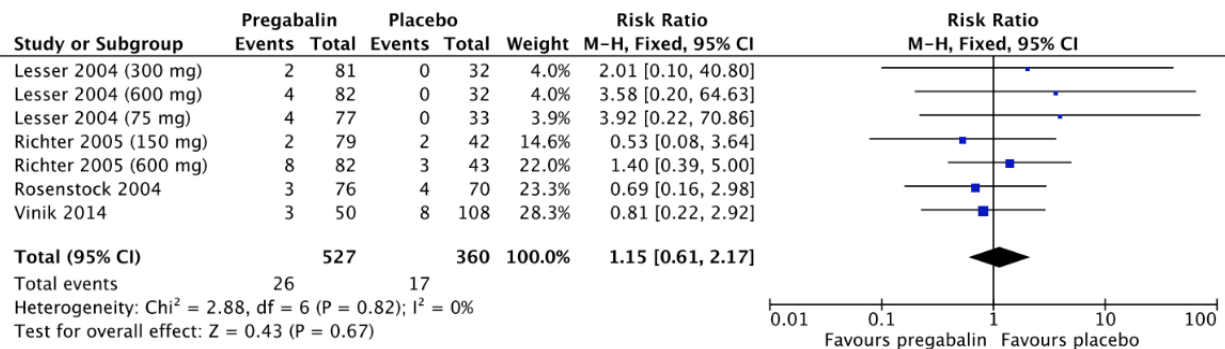 Pregabalin Placebo Risk Ratio Risk Ratio
Study or Subgroup Events Total Events Total Weight M-H, Fixed, 95% CI M-H, Fixed, 95% CI
Lesser 2004 (300 mg) 2 81 0 32 4.0% 2.01 [0.10, 40.80]
Lesser 2004 (600 mg) 4 82 0 32 4.0% 3.58 [0.20, 64.63]
Lesser 2004 (75 mg) 4 77 0 33 3.9% 3.92 [0.22, 70.86]
Richter 2005 (150 mg) 2 79 2 42 14.6% 0.53 [0.08, 3.64]
Richter 2005 (600 mg) 8 82 3 43 22.0% 1.40 [0.39, 5.00]
Rosenstock 2004 3 76 4 70 23.3% 0.69 [0.16, 2.98]
Vinik 2014 3 50 8 108 28.3% 0.81 [0.22, 2.92]
Total (95% CI) 527 360 100.0% 1.15 [0.61, 2.17]
Total events 26 17
Heterogeneity: Chi² = 2.88, df = 6 (P = 0.82); I² = 0%
Test for overall effect: Z = 0.43 (P = 0.67)
0.01 0.1 1 10 100
Favours pregabalin Favours placebo